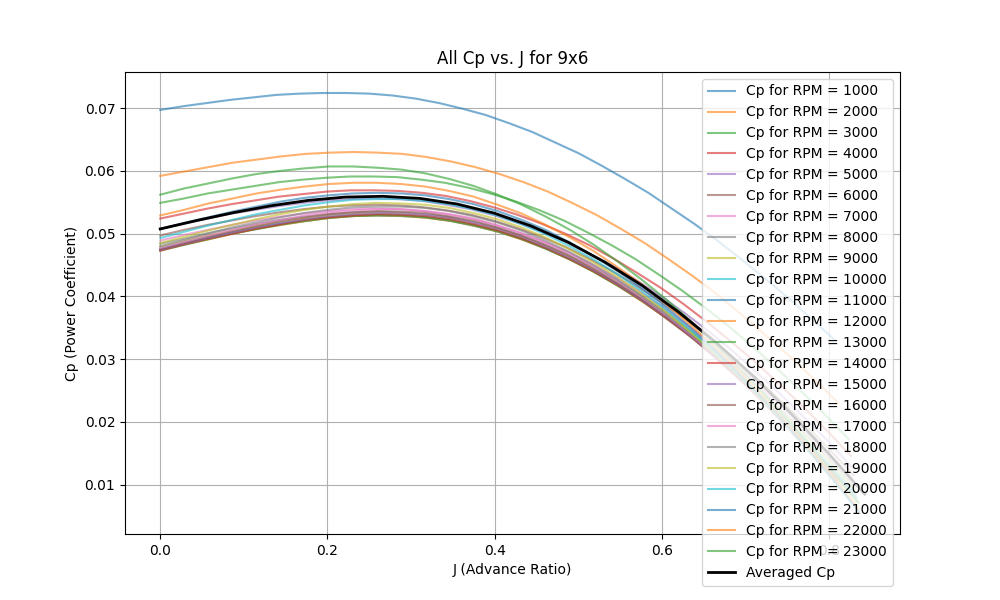 All Cp vs. J for 9x6
Cp (Power Coefficient)
0.07
0.06
0.05
0.04
0.03
0.02
0.01
0.0 0.2 0.4 0.6 0.8
J (Advance Ratio)
Cp for RPM = 1000
Cp for RPM = 2000
Cp for RPM = 3000
Cp for RPM = 4000
Cp for RPM = 5000
Cp for RPM = 6000
Cp for RPM = 7000
Cp for RPM = 8000
Cp for RPM = 9000
Cp for RPM = 10000
Cp for RPM = 11000
Cp for RPM = 12000
Cp for RPM = 13000
Cp for RPM = 14000
Cp for RPM = 15000
Cp for RPM = 16000
Cp for RPM = 17000
Cp for RPM = 18000
Cp for RPM = 19000
Cp for RPM = 20000
Cp for RPM = 21000
Cp for RPM = 22000
Cp for RPM = 23000
Averaged Cp